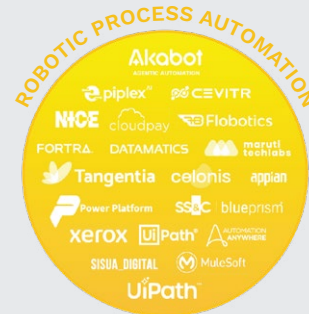 ROBOTIC PROCESS AUTOMATION
Akabot
AGENTIC AUTOMATION
e.piplex CEVITR
NICE cloudpay Flobotics
FORTRA. DATAMATICS maruti techlabs
Tangentia celonis appian
Power Platform SS&C blueprism
xerox UiPath AUTOMATION ANYWHERE
SISUA_DIGITAL MuleSoft
UiPath